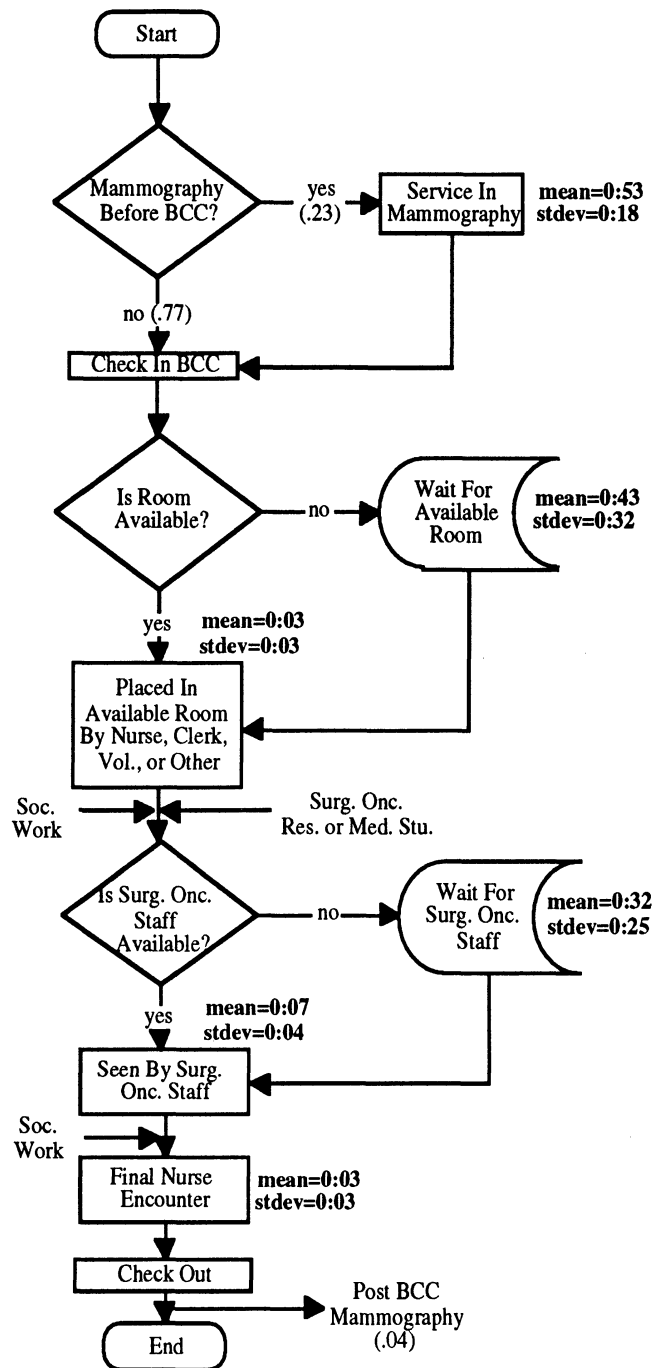 Start
Mammography
Before BCC?
yes
(.23)
Service In
Mammography
mean=0:53
stdev=0:18
no (.77)
Check In BCC
Is Room
Available?
no
Wait For
Available
Room
mean=0:43
stdev=0:32
yes
mean=0:03
stdev=0:03
Placed In
Available Room
By Nurse, Clerk,
Vol., or Other
Soc.
Work
Surg. Onc.
Res. or Med. Stu.
Is Surg. Onc.
Staff
Available?
no
Wait For
Surg. Onc.
Staff
mean=0:32
stdev=0:25
yes
mean=0:07
stdev=0:04
Seen By Surg.
Onc. Staff
Soc.
Work
Final Nurse
Encounter
mean=0:03
stdev=0:03
Check Out
Post BCC
Mammography
(.04)
End